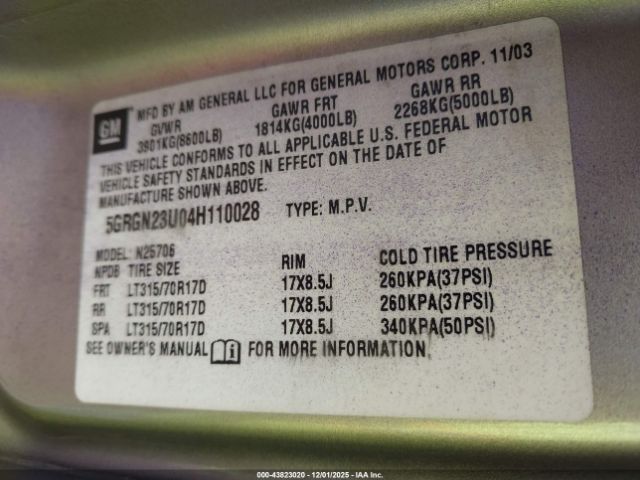 GM
MFD BY AM GENERAL LLC FOR GENERAL MOTORS CORP. 11/03
GVWR GAWR FRT GAWR RR
3901KG(8600LB) 1814KG(4000LB) 2268KG(5000LB)
THIS VEHICLE CONFORMS TO ALL APPLICABLE U.S. FEDERAL MOTOR
VEHICLE SAFETY STANDARDS IN EFFECT ON THE DATE OF
MANUFACTURE SHOWN ABOVE.
5GRGN23U04H110028 TYPE: M.P.V.
MODEL: N25706
NPDB TIRE SIZE RIM COLD TIRE PRESSURE
FRT LT315/70R17D 17X8.5J 260KPA(37PSI)
RR LT315/70R17D 17X8.5J 260KPA(37PSI)
SPA LT315/70R17D 17X8.5J 340KPA(50PSI)
SEE OWNER'S MANUAL FOR MORE INFORMATION
000-43823020 - 12/01/2025 - IAA Inc.